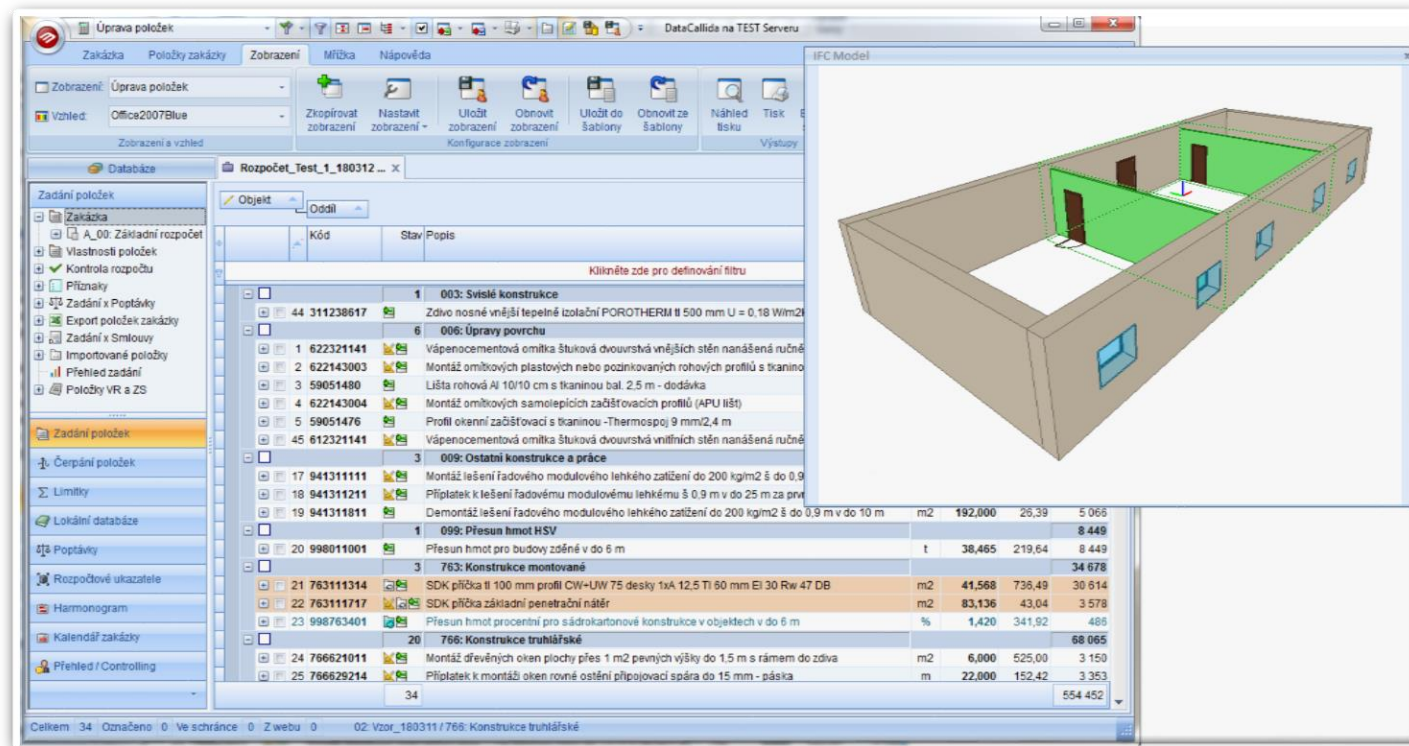 Úprava položek
DataCallida na TEST Serveru
Zakázka Položky zakázky Zobrazení Mřížka Nápověda
IFC Model
Zobrazení: Úprava položek
Vzhled: Office2007Blue
Zkopírovat zobrazení
Nastavit zobrazení
Uložit zobrazení
Obnovit zobrazení
Uložit do šablony
Obnovit ze šablony
Náhled tisku
Tisk
Zobrazení a vzhled
Konfigurace zobrazení
Výstupy
Databáze
Rozpočet_Test_1_180312 ... x
Zadání položek
Zakázka
A_00: Základní rozpočet
Vlastnosti položek
Kontrola rozpočtu
Příznaky
Zadání x Poptávky
Export položek zakázky
Zadání x Smlouvy
Importované položky
Přehled zadání
Položky VR a ZS
Zadání položek
Čerpání položek
Limitky
Lokální databáze
Poptávky
Rozpočtové ukazatele
Harmonogram
Kalendář zakázky
Přehled / Controlling
Objekt
Oddíl
Kód Stav Popis
Klikněte zde pro definování filtru
1 003: Svislé konstrukce
44 311238617 Zdivo nosné vnější tepelně izolační POROTHERM tl 500 mm U = 0,18 W/m2
6 006: Úpravy povrchu
1 622321141 Vápenocementová omítka štuková dvouvrstvá vnějších stěn nanášená ručně
2 622143003 Montáž omítkových plastových nebo pozinkovaných rohových profilů s tkanino
3 59051480 Lišta rohová Al 10/10 cm s tkaninou bal. 2,5 m - dodávka
4 622143004 Montáž omítkových samolepících začišťovacích profilů (APU lišt)
5 59051476 Profil okenní začišťovací s tkaninou -Thermospoj 9 mm/2,4 m
45 612321141 Vápenocementová omítka štuková dvouvrstvá vnitřních stěn nanášená ručně
3 009: Ostatní konstrukce a práce
17 941311111 Montáž lešení řadového modulového lehkého zatížení do 200 kg/m2 š do 0,9
18 941311211 Příplatek k lešení řadovému modulovému lehkému š 0,9 m v do 25 m za prvn
19 941311811 Demontáž lešení řadového modulového lehkého zatížení do 200 kg/m2 š do 0,9 m v do 10 m m2 192,000 26,39 5 066
1 099: Přesun hmot HSV 8 449
20 998011001 Přesun hmot pro budovy zděné v do 6 m t 38,465 219,64 8 449
3 763: Konstrukce montované 34 678
21 763111314 SDK příčka tl 100 mm profil CW+UW 75 desky 1xA 12,5 TI 60 mm EI 30 Rw 47 DB m2 41,568 736,49 30 614
22 763111717 SDK příčka základní penetrační nátěr m2 83,136 43,04 3 578
23 998763401 Přesun hmot procentní pro sádrokartonové konstrukce v objektech v do 6 m % 1,420 341,92 486
20 766: Konstrukce truhlářské 68 065
24 766621011 Montáž dřevěných oken plochy přes 1 m2 pevných výšky do 1,5 m s rámem do zdiva m2 6,000 525,00 3 150
25 766629214 Příplatek k montáži oken rovné ostění připojovací spára do 15 mm - páska m 22,000 152,42 3 353
34 554 452
Celkem 34 Označeno 0 Ve schránce 0 Z webu 0 02: Vzor_180311 / 766: Konstrukce truhlářské